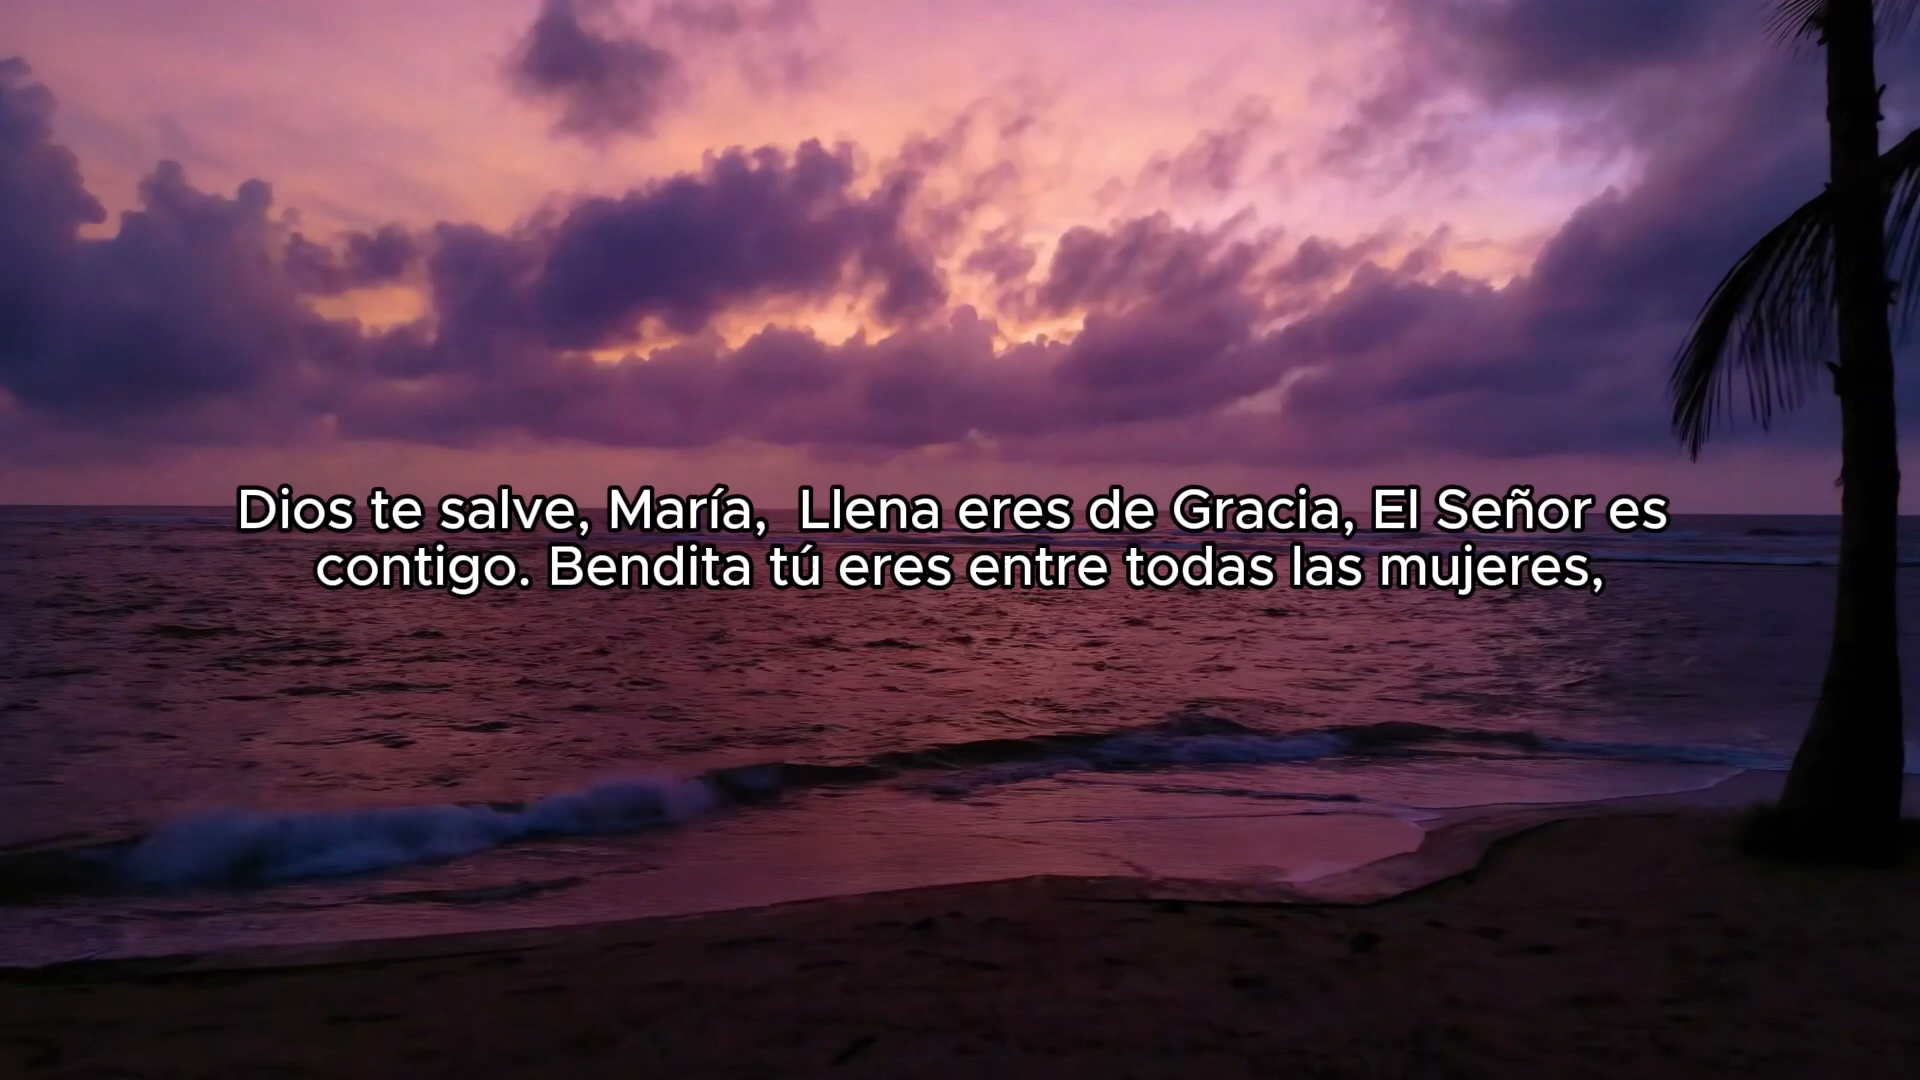 Dios te salve, María,  Llena eres de Gracia, El Señor es
contigo. Bendita tú eres entre todas las mujeres,